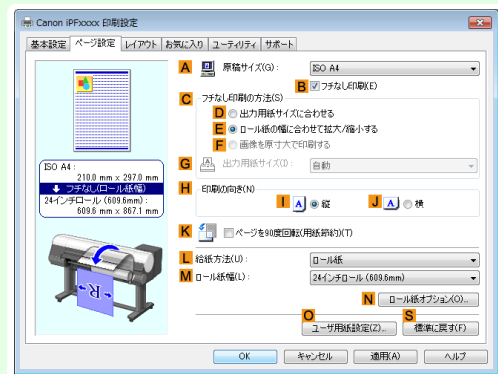 Canon iPFxxxx 印刷設定
基本設定 ページ設定 レイアウト お気に入り ユーティリティ サポート
A 原稿サイズ(G): ISO A4
B フチなし印刷(E)
C フチなし印刷の方法(S)
D 出力用紙サイズに合わせる
E ロール紙の幅に合わせて拡大/縮小する
F 画像を原寸大で印刷する
G 出力用紙サイズ(I): 自動
ISO A4 :
210.0 mm x 297.0 mm
フチなし(ロール紙幅)
24インチロール (609.6mm) :
609.6 mm x 867.1 mm
H 印刷の向き(N)
I A 縦 J A 横
K ページを90度回転(用紙節約)(T)
L 給紙方法(U): ロール紙
M ロール紙幅(L): 24インチロール (609.6mm)
R
N ロール紙オプション(O)...
O S
ユーザ用紙設定(Z)... 標準に戻す(F)
OK キャンセル 適用(A) ヘルプ